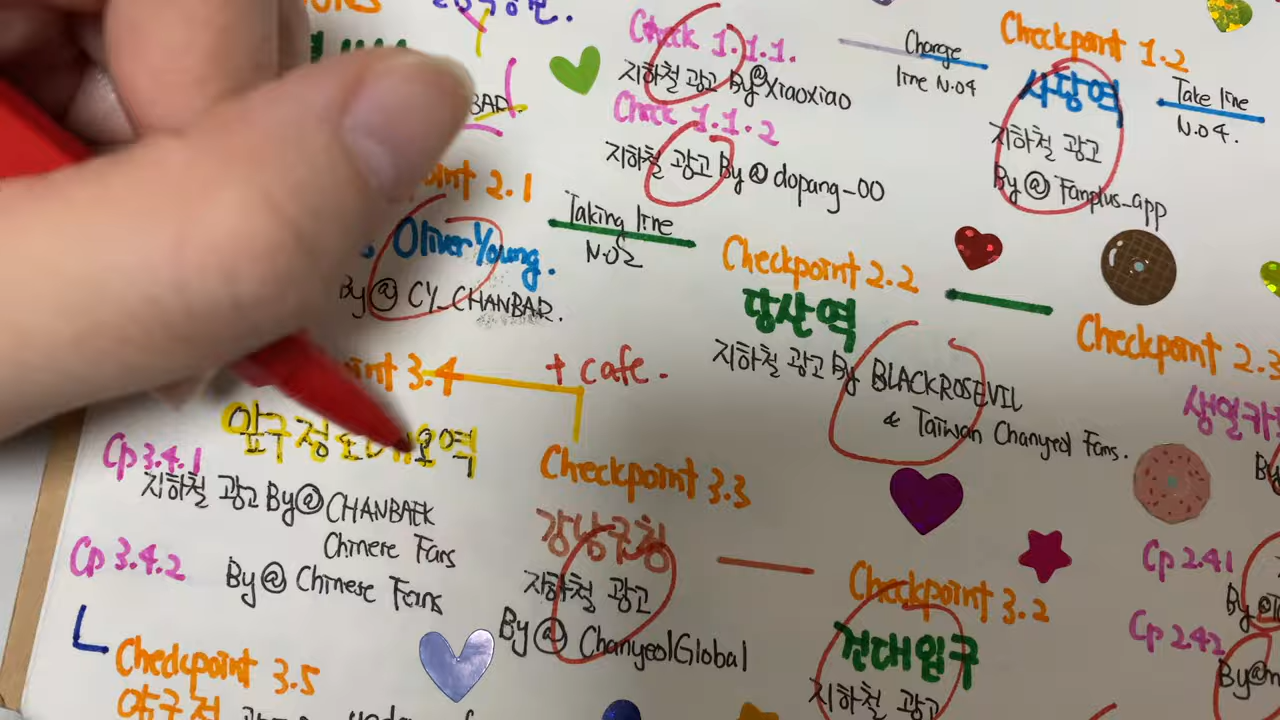 Check 1.1.1.
지하철 광고 By@Xiaoxiao
Check 1.1.2
지하철 광고 By@dopang_00
Change
line N.04
Checkpoint 1.2
사당역
지하철 광고
By@Fanplus_app
Take line
N.04.
2.1
Oliver Young.
By@ CY_CHANBAR.
Taking line
N.02
Checkpoint 2.2
당산역
지하철 광고 By BLACKROSEVIL
& Taiwan Chanyeol Fans.
Checkpoint 2.3
3.4
+ cafe.
Cp 3.4.1
지하철 광고 By@ CHANBAEK
Chinese Fans
Cp 3.4.2
By@ Chinese Fans
Checkpoint 3.3
강남구청
지하철 광고
By@ ChanyeolGlobal
Checkpoint 3.2
건대입구
지하철 광고
Cp 2.4.1
Cp 2.4.2
Checkpoint 3.5